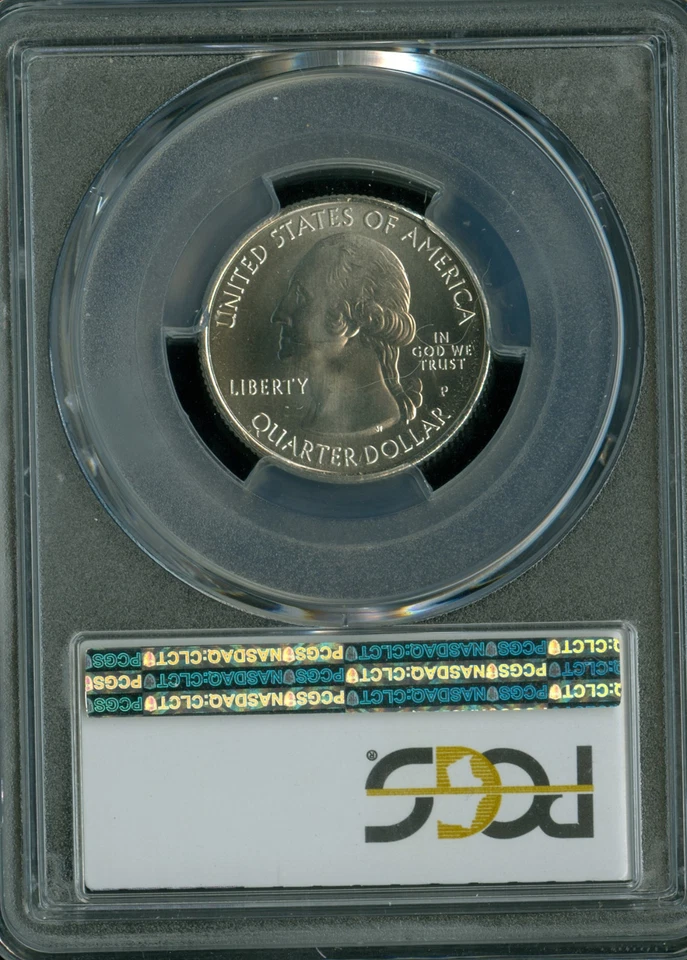 UNITED STATES OF AMERICA
IN
GOD WE
TRUST
LIBERTY
P
QUARTER DOLLAR
PCGS NASDAQ:CLCT PCGS NASDAQ:CLCT PCGS NASDAQ:CLCT
PCGS NASDAQ:CLCT PCGS NASDAQ:CLCT PCGS NASDAQ:CLCT
PCGS NASDAQ:CLCT PCGS NASDAQ:CLCT PCGS NASDAQ:CLCT
PCGS®